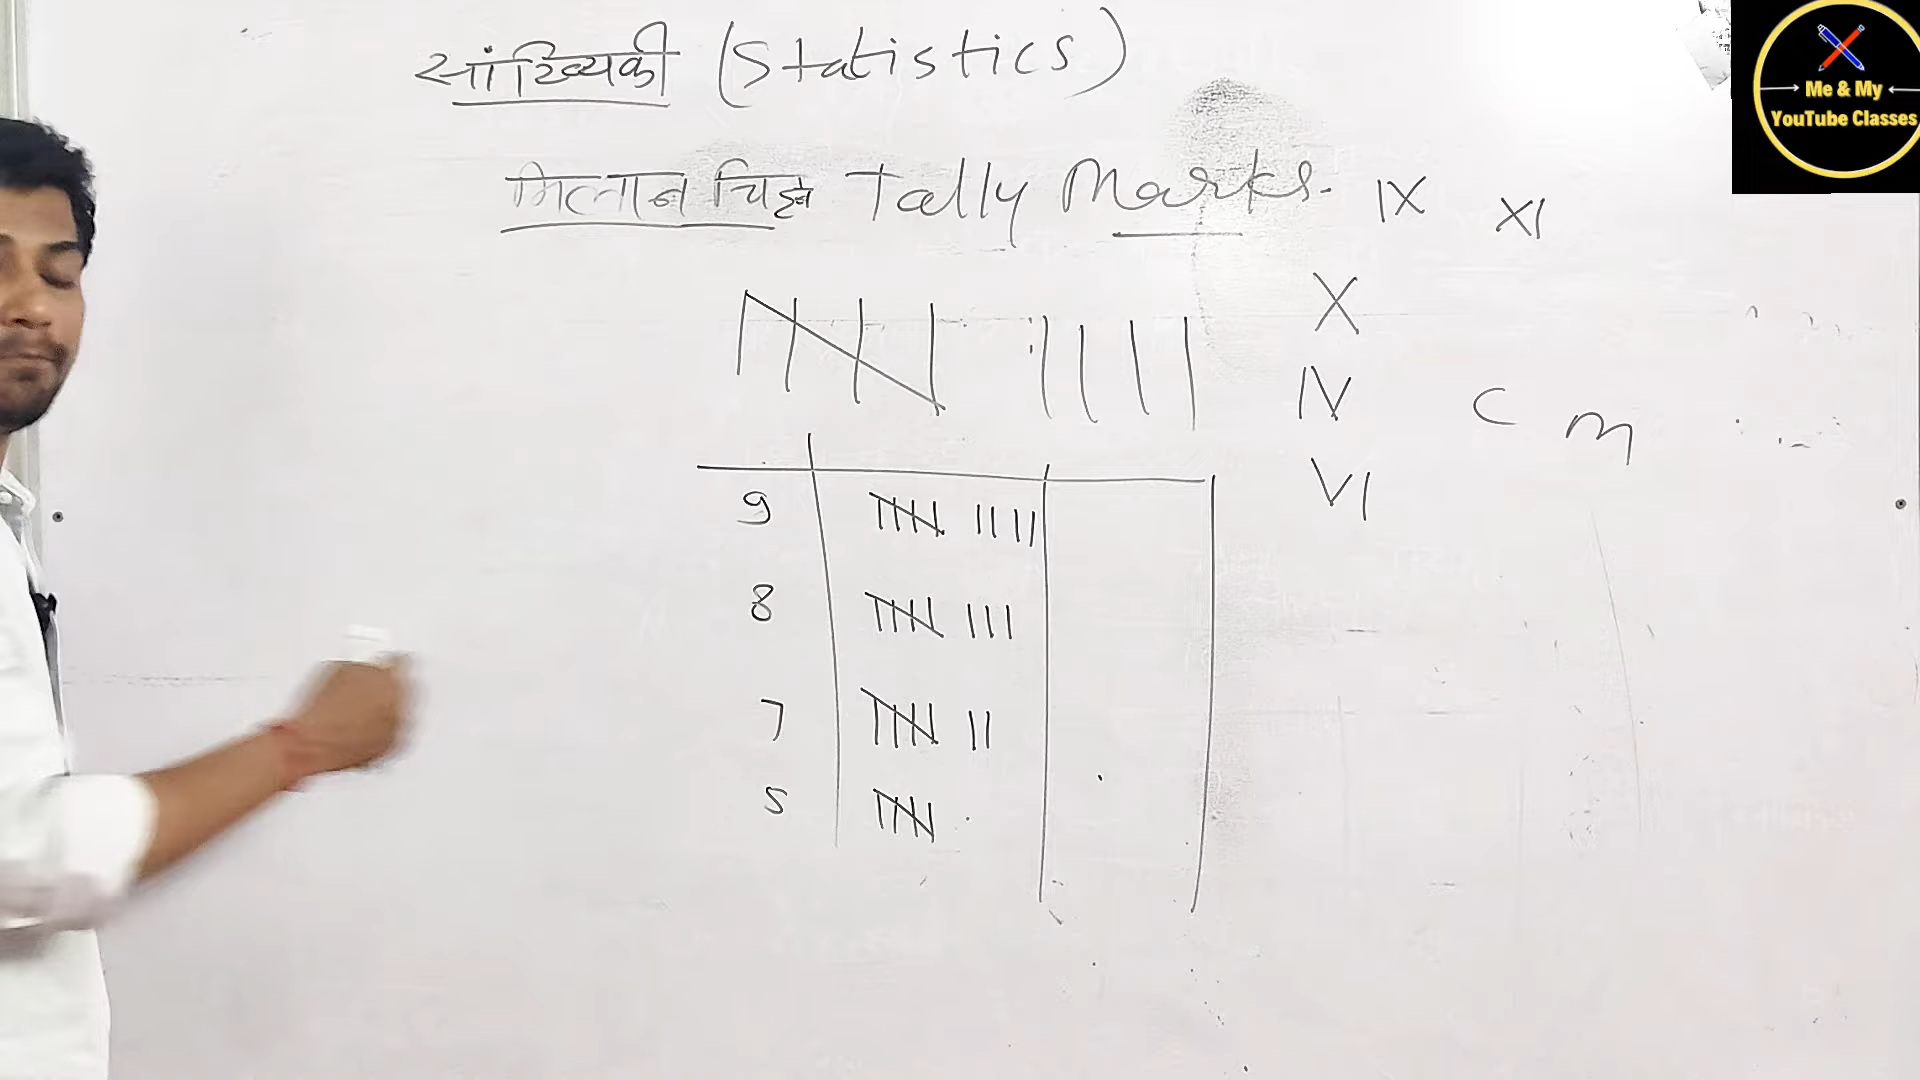 सांख्यिकी (Statistics)
मिलान चिह्न Tally Marks.
IX XI
X
IV C M
VI
9 |||| ||||
8 |||| |||
7 |||| ||
5 ||||
Me & My
YouTube Classes